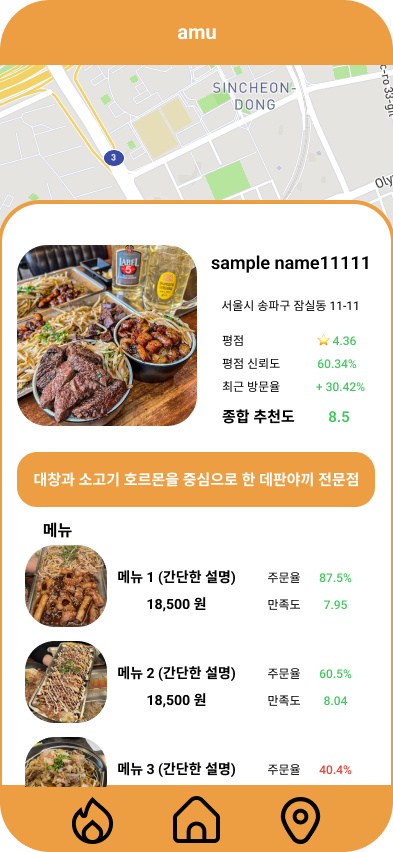 amu
SINCHEON-
DONG
c-ro 33-gil
3
Oly
LABEL
5
sample name11111
서울시 송파구 잠실동 11-11
평점 4.36
평점 신뢰도 60.34%
최근 방문율 + 30.42%
종합 추천도 8.5
대창과 소고기 호르몬을 중심으로 한 데판야끼 전문점
메뉴
메뉴 1 (간단한 설명) 주문율 87.5%
18,500 원 만족도 7.95
메뉴 2 (간단한 설명) 주문율 60.5%
18,500 원 만족도 8.04
메뉴 3 (간단한 설명) 주문율 40.4%